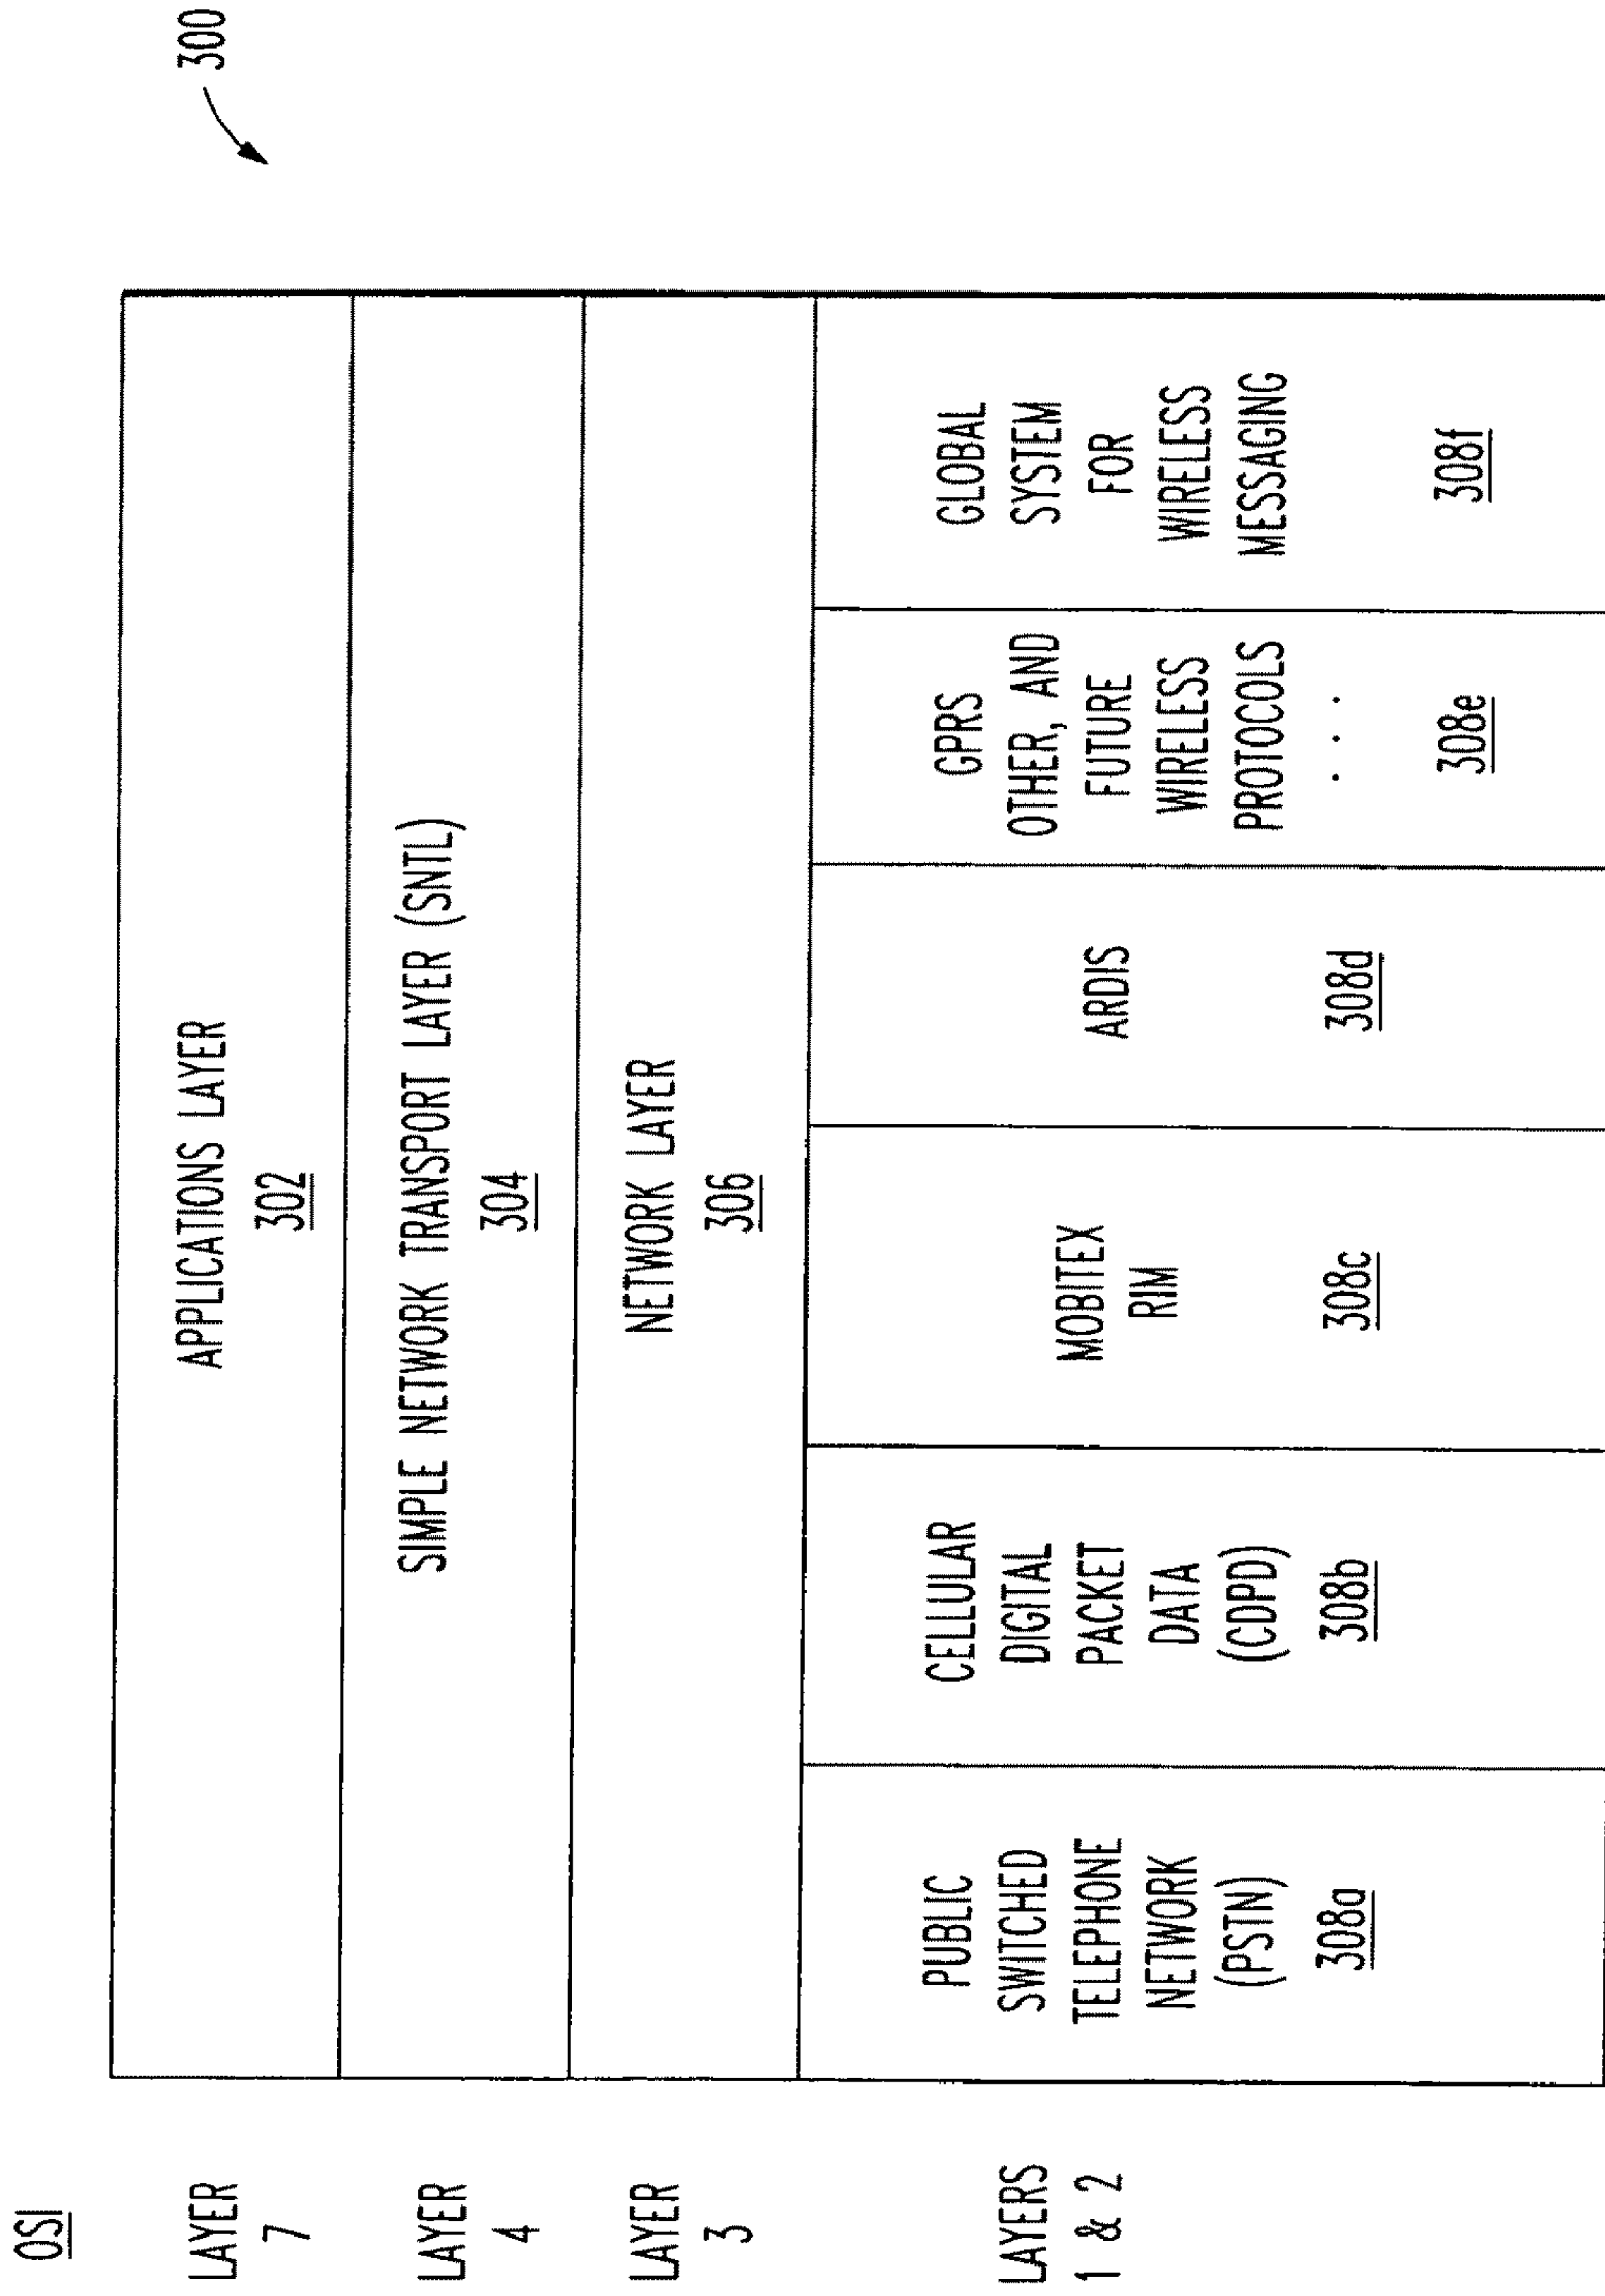 300
OSI
LAYER
7
APPLICATIONS LAYER
302
LAYER
4
SIMPLE NETWORK TRANSPORT LAYER (SNTL)
304
LAYER
3
NETWORK LAYER
306
LAYERS
1 & 2
PUBLIC
SWITCHED
TELEPHONE
NETWORK
(PSTN)
308a
CELLULAR
DIGITAL
PACKET
DATA
(CDPD)
308b
MOBITEX
RIM
308c
ARDIS
308d
GPRS
OTHER, AND
FUTURE
WIRELESS
PROTOCOLS
. . .
308e
GLOBAL
SYSTEM
FOR
WIRELESS
MESSAGING
308f